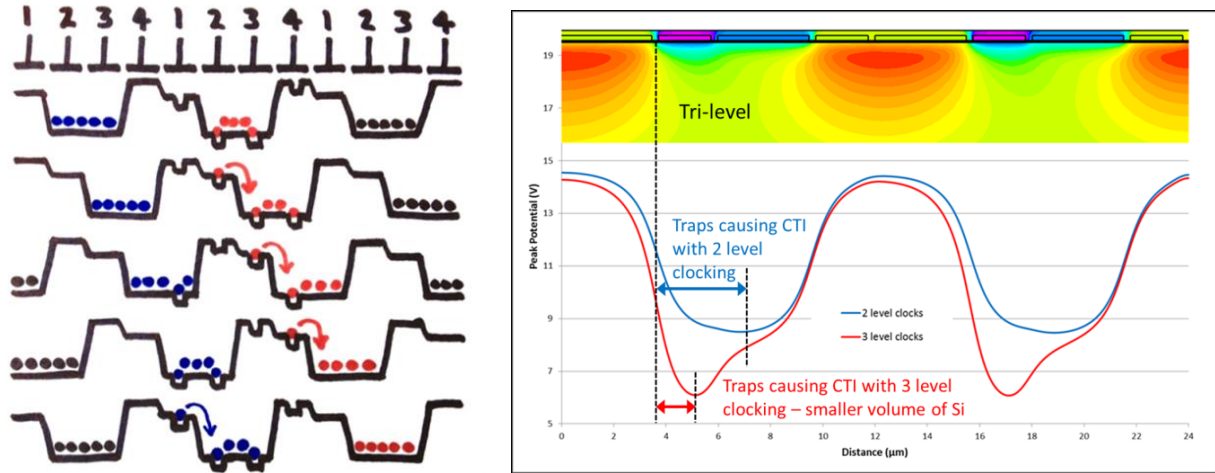 1 2 3 4 1 2 3 4 1 2 3 4
19
17
15
13
11
9
7
5
Peak Potential (V)
Tri-level
Traps causing CTI
with 2 level
clocking
2 level clocks
3 level clocks
Traps causing CTI with 3 level
clocking – smaller volume of Si
0 2 4 6 8 10 12 14 16 18 20 22 24
Distance (µm)